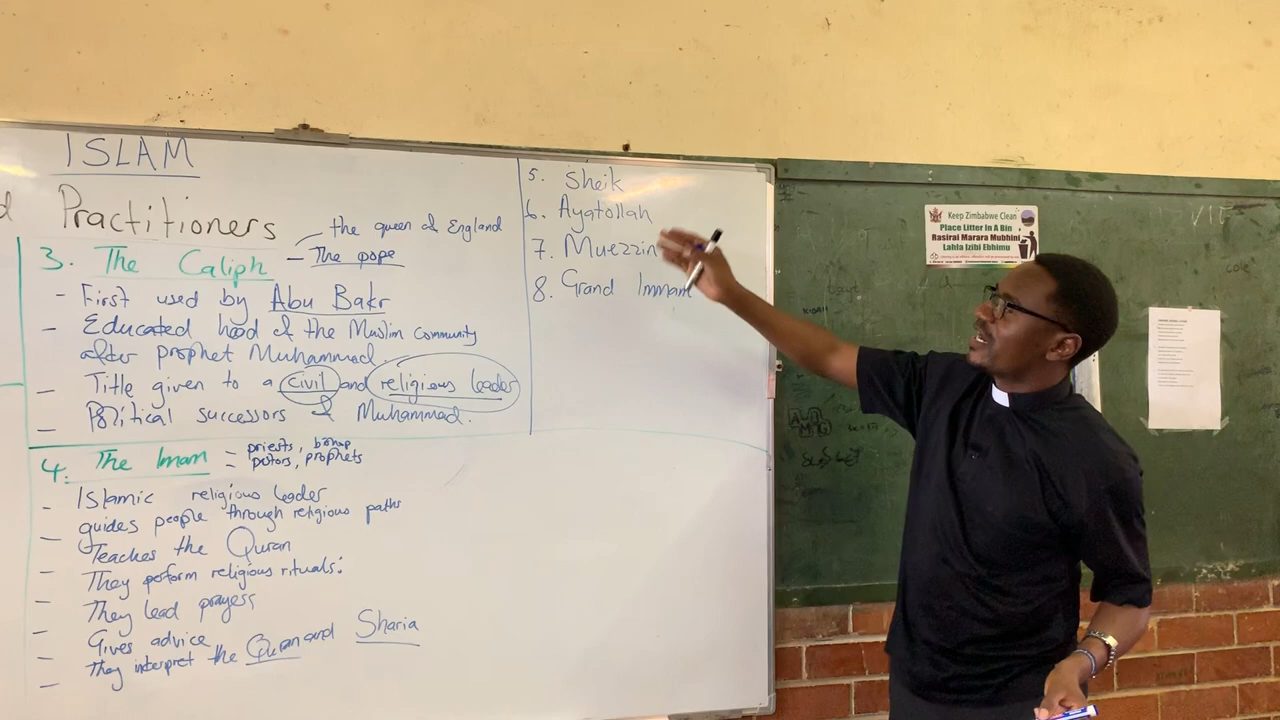 ISLAM
d Practitioners
3. The Caliph
the queen of England
– The pope
- First used by Abu Bakr
- Educated head of the Muslim community
after prophet Muhammad
- Title given to a civil and religious leader
- Political successors of Muhammad.
4. The Imam
= priests, bishop
pastors, prophets
- Islamic religious leader
- guides people through religious paths
- Teaches the Quran
- They perform religious rituals:
- They lead prayers
- Gives advice
- They interpret the Quran and Sharia
5. Sheik
6. Aygtollah
7. Muezzin
8. Grand Immam
Keep Zimbabwe Clean
Place Litter In A Bin
Rasirai Marara Mubhini
Lahla Izibi Ebhimu